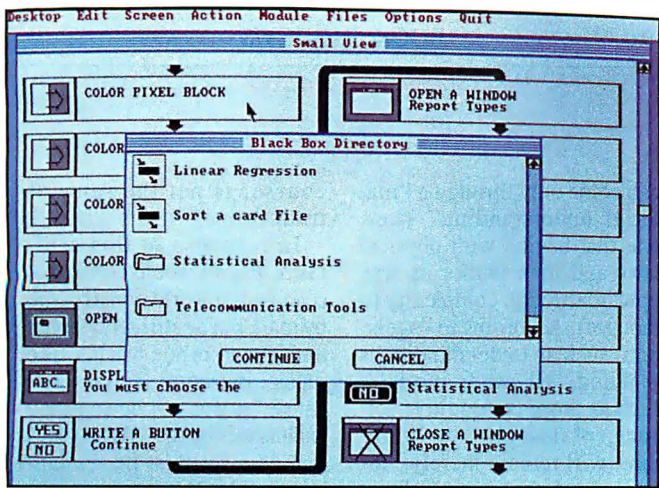 Desktop Edit Screen Action Module Files Options Quit
Small View
COLOR PIXEL BLOCK
COLOR
COLOR
COLOR
OPEN
ABC...
DISPL
You must choose the
YES
NO
WRITE A BUTTON
Continue
Black Box Directory
Linear Regression
Sort a card File
Statistical Analysis
Telecommunication Tools
CONTINUE
CANCEL
OPEN A WINDOW
Report Types
NO
Statistical Analysis
CLOSE A WINDOW
Report Types